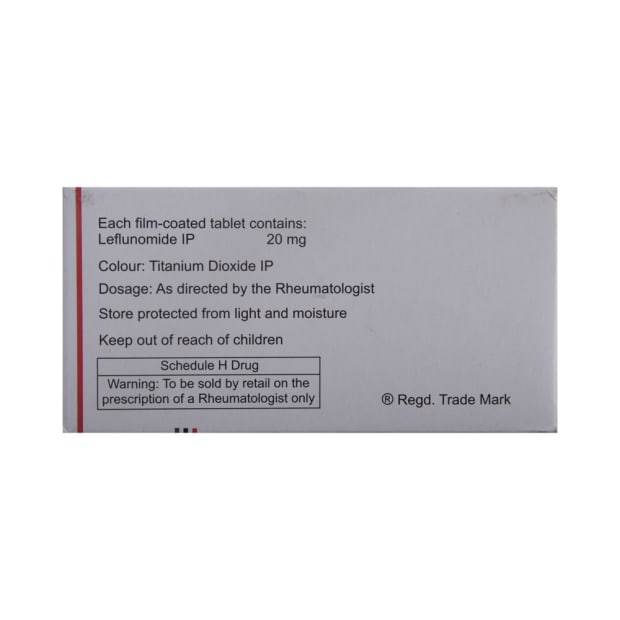 Each film-coated tablet contains:
Leflunomide IP 20 mg
Colour: Titanium Dioxide IP
Dosage: As directed by the Rheumatologist
Store protected from light and moisture
Keep out of reach of children
Schedule H Drug
Warning: To be sold by retail on the
prescription of a Rheumatologist only
® Regd. Trade Mark